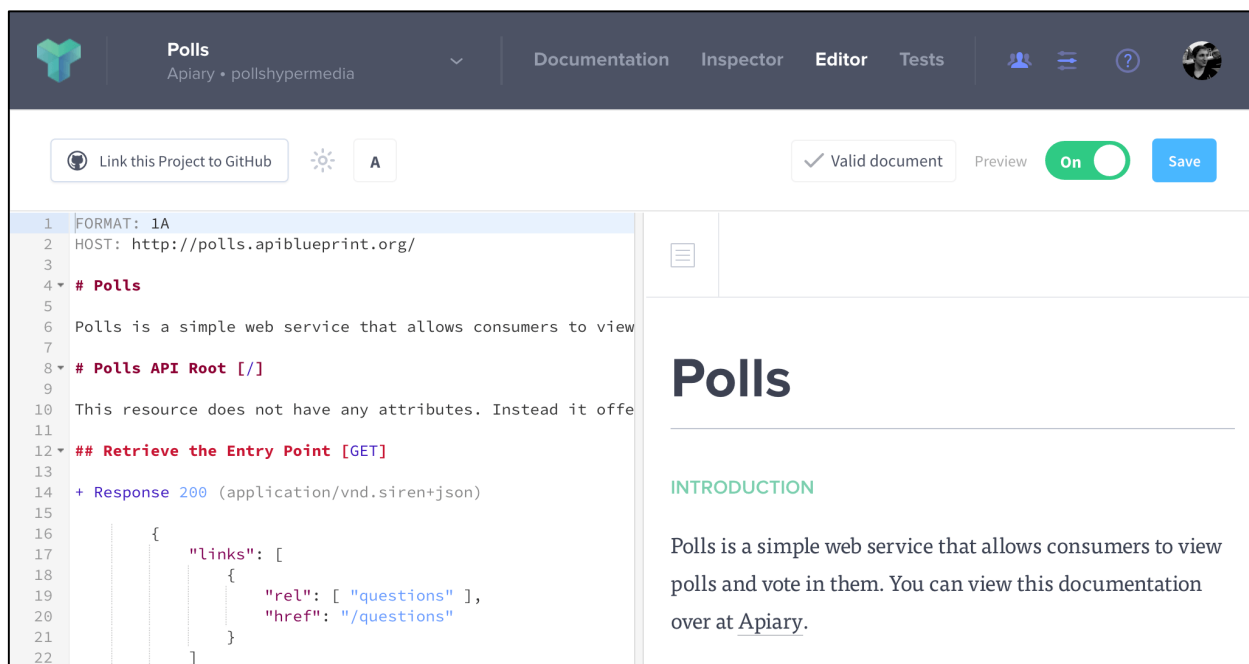 Polls
Apiary • pollshypermedia
Documentation Inspector Editor Tests
Link this Project to GitHub
A
Valid document
Preview
On
Save
1 FORMAT: 1A
2 HOST: http://polls.apiblueprint.org/
3
4 # Polls
5
6 Polls is a simple web service that allows consumers to view
7
8 # Polls API Root [/]
9
10 This resource does not have any attributes. Instead it offe
11
12 ## Retrieve the Entry Point [GET]
13
14 + Response 200 (application/vnd.siren+json)
15
16 {
17 "links": [
18 {
19 "rel": [ "questions" ],
20 "href": "/questions"
21 }
22 ]
Polls
INTRODUCTION
Polls is a simple web service that allows consumers to view
polls and vote in them. You can view this documentation
over at Apiary.